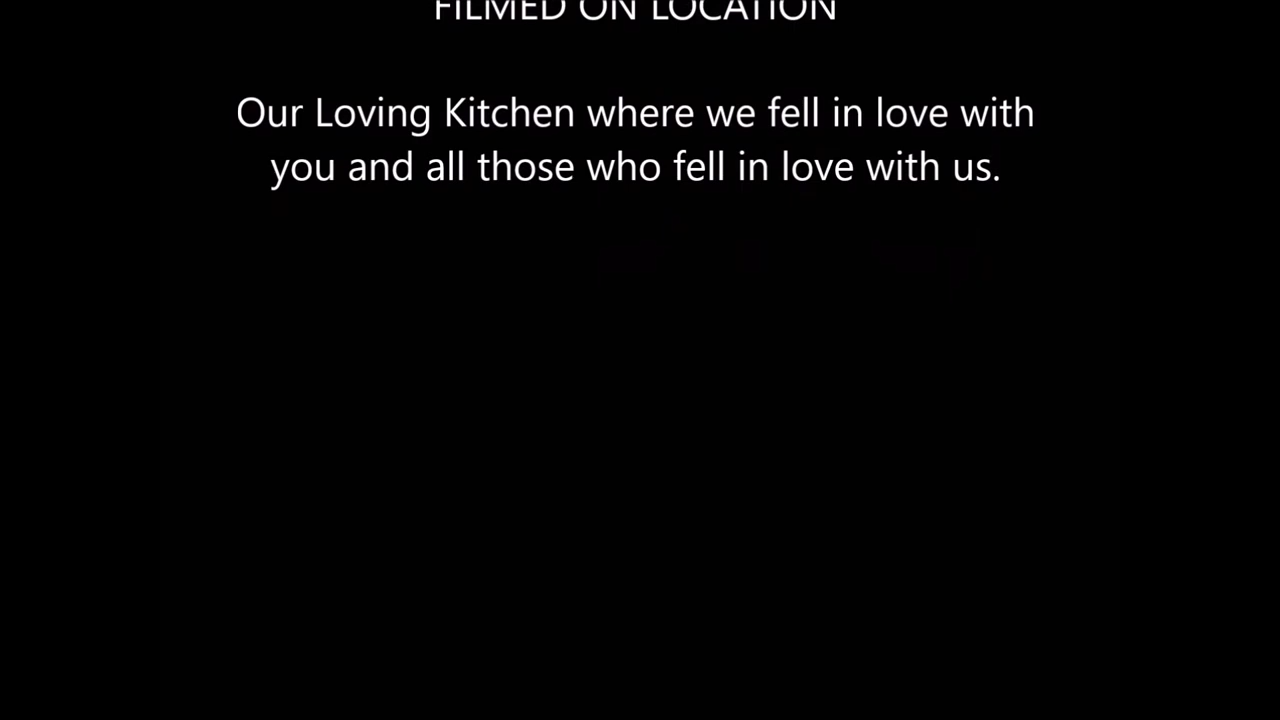 FILMED ON LOCATION
Our Loving Kitchen where we fell in love with
you and all those who fell in love with us.